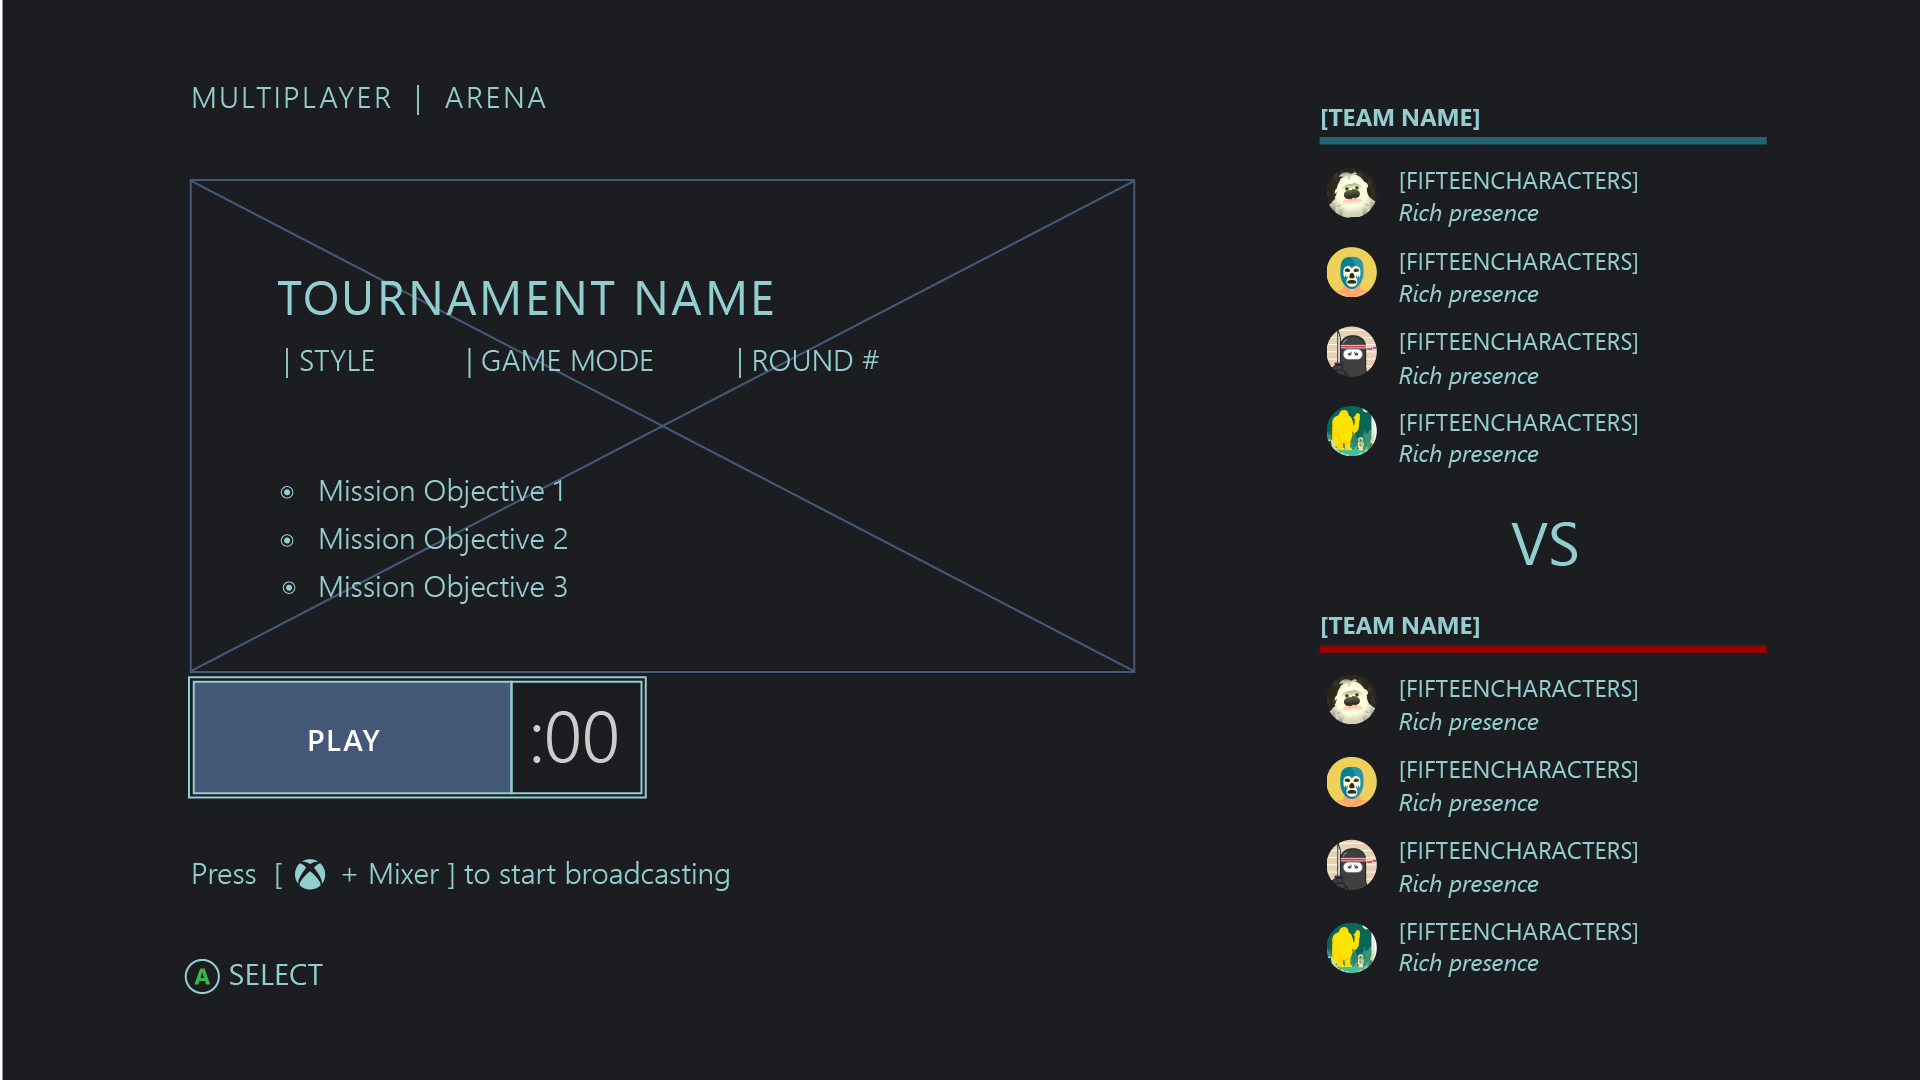 MULTIPLAYER | ARENA
TOURNAMENT NAME
| STYLE | GAME MODE | ROUND #
Mission Objective 1
Mission Objective 2
Mission Objective 3
PLAY :00
Press [ + Mixer ] to start broadcasting
A SELECT
[TEAM NAME]
[FIFTEENCHARACTERS]
Rich presence
[FIFTEENCHARACTERS]
Rich presence
[FIFTEENCHARACTERS]
Rich presence
[FIFTEENCHARACTERS]
Rich presence
VS
[TEAM NAME]
[FIFTEENCHARACTERS]
Rich presence
[FIFTEENCHARACTERS]
Rich presence
[FIFTEENCHARACTERS]
Rich presence
[FIFTEENCHARACTERS]
Rich presence